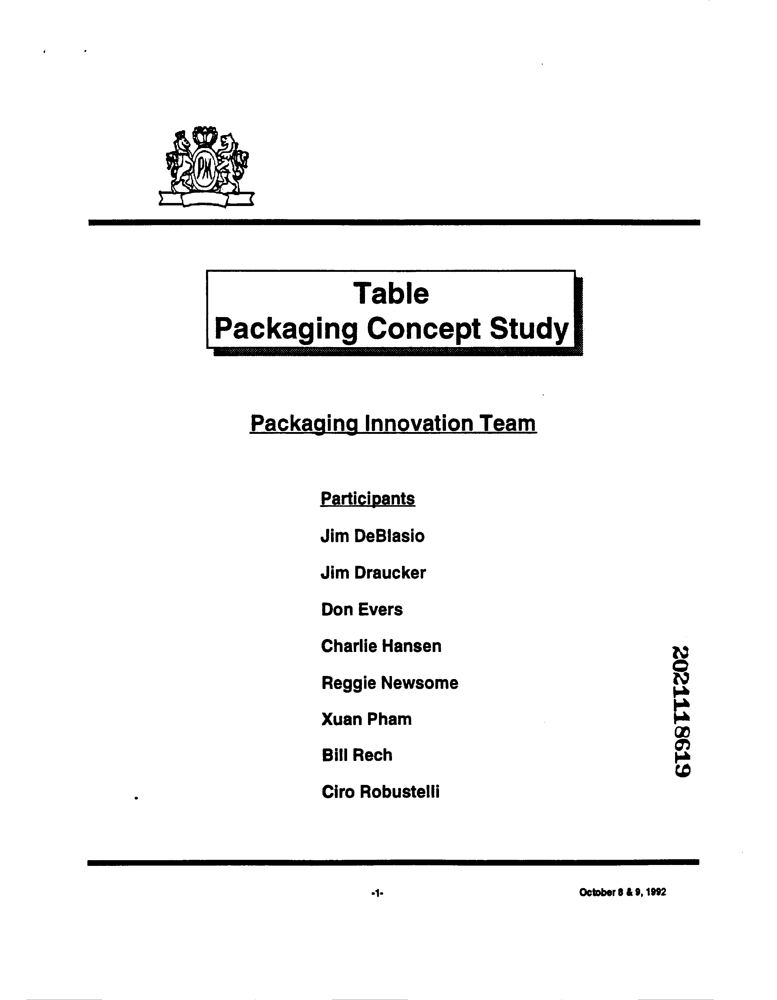 PM
Table
Packaging Concept Study
Packaging Innovation Team
Participants
Jim DeBlasio
Jim Draucker
Don Evers
Charlie Hansen
Reggie Newsome
Xuan Pham
Bill Rech
Ciro Robustelli
2021118619
-1-
October 8 & 9, 1992